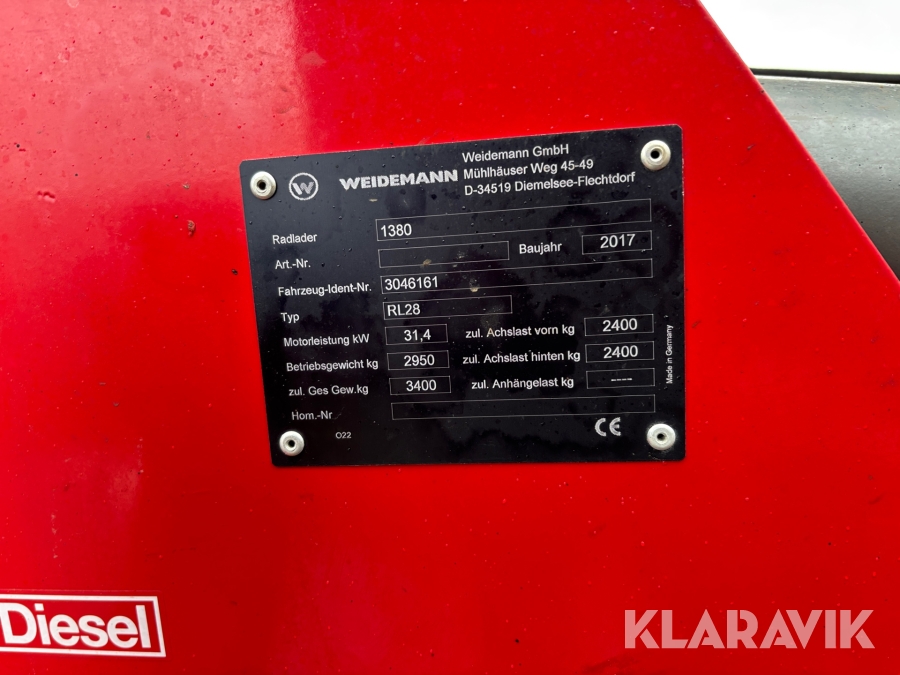 W WEIDEMANN
Weidemann GmbH
Mühlhäuser Weg 45-49
D-34519 Diemelsee-Flechtdorf
Radlader 1380
Art.-Nr. Baujahr 2017
Fahrzeug-Ident-Nr. 3046161
Typ RL28
Motorleistung kW 31,4 zul. Achslast vorn kg 2400
Betriebsgewicht kg 2950 zul. Achslast hinten kg 2400
zul. Ges Gew.kg 3400 zul. Anhängelast kg ----
Hom.-Nr
O22 CE
Made in Germany
Diesel
KLARAVIK